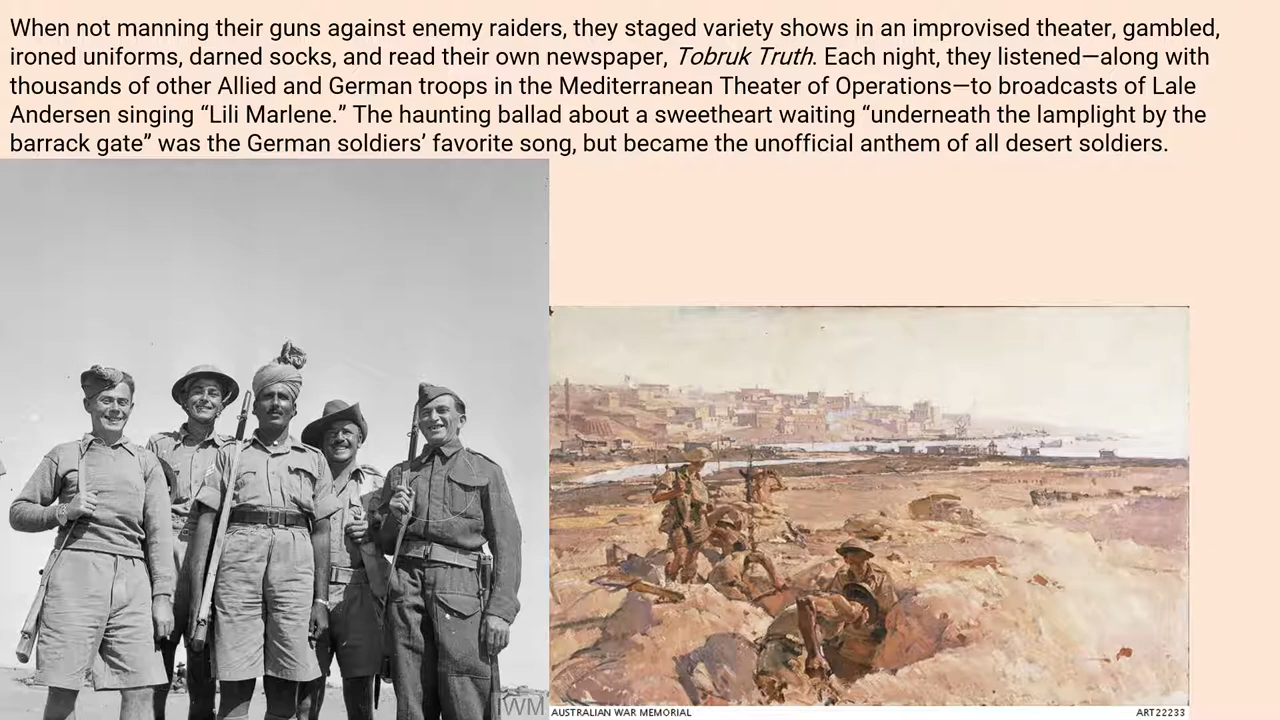 When not manning their guns against enemy raiders, they staged variety shows in an improvised theater, gambled,
ironed uniforms, darned socks, and read their own newspaper, Tobruk Truth. Each night, they listened—along with
thousands of other Allied and German troops in the Mediterranean Theater of Operations—to broadcasts of Lale
Andersen singing “Lili Marlene.” The haunting ballad about a sweetheart waiting “underneath the lamplight by the
barrack gate” was the German soldiers’ favorite song, but became the unofficial anthem of all desert soldiers.
IWM
AUSTRALIAN WAR MEMORIAL ART22233